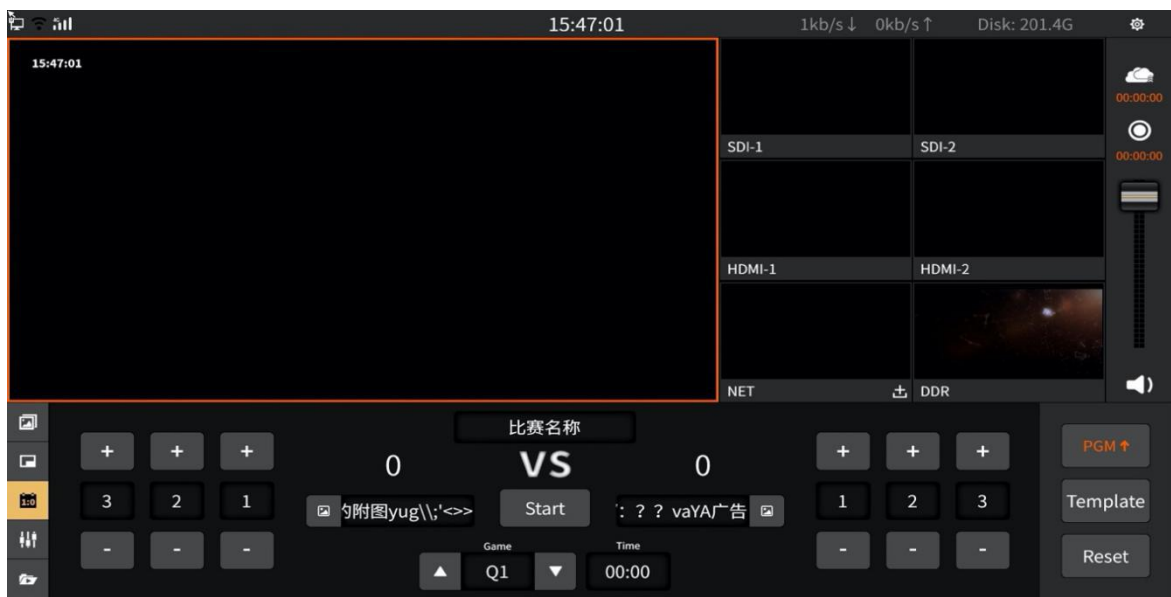 15:47:01 1kb/s↓ 0kb/s↑ Disk: 201.4G
15:47:01
00:00:00
SDI-1 SDI-2
00:00:00
HDMI-1 HDMI-2
NET DDR
比赛名称
+ + + 0 VS 0 + + + PGM↑
1:0 3 2 1 的附图yug\\;'<>> Start : ? ? vaYA广告 1 2 3 Template
Game Time
- - - Q1 00:00 - - - Reset